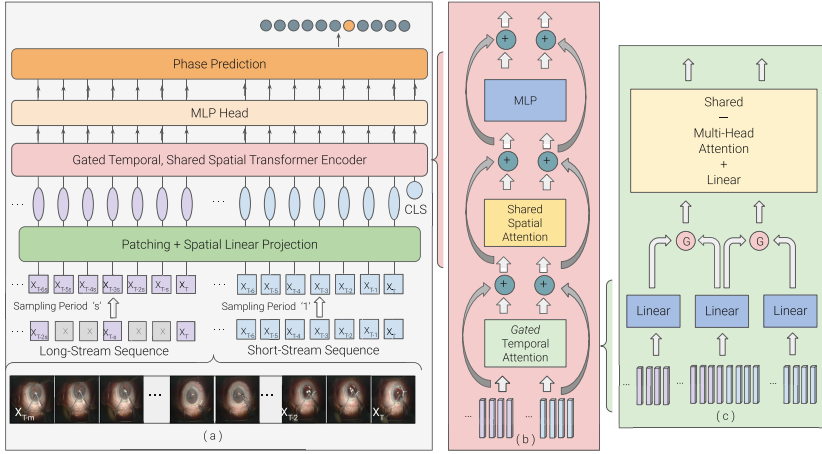 Phase Prediction
MLP Head
Gated Temporal, Shared Spatial Transformer Encoder
... ...
CLS
Patching + Spatial Linear Projection
... X_T-6s X_T-5s X_T-4s X_T-3s X_T-2s X_T-s X_T ... X_T-6 X_T-5 X_T-4 X_T-3 X_T-2 X_T-1 X_T
Sampling Period 's' Sampling Period '1'
... X_T-2s X X X_T-s X X X_T ... X_T-6 X_T-5 X_T-4 X_T-3 X_T-2 X_T-1 X_T
Long-Stream Sequence Short-Stream Sequence
X_T-m ... ... X_T-2 X_T
(a)
+ +
MLP
+ +
Shared
Spatial
Attention
+ +
Gated
Temporal
Attention
... ...
(b)
Shared
—
Multi-Head
Attention
+
Linear
G G
Linear Linear Linear
... ... ...
(c)